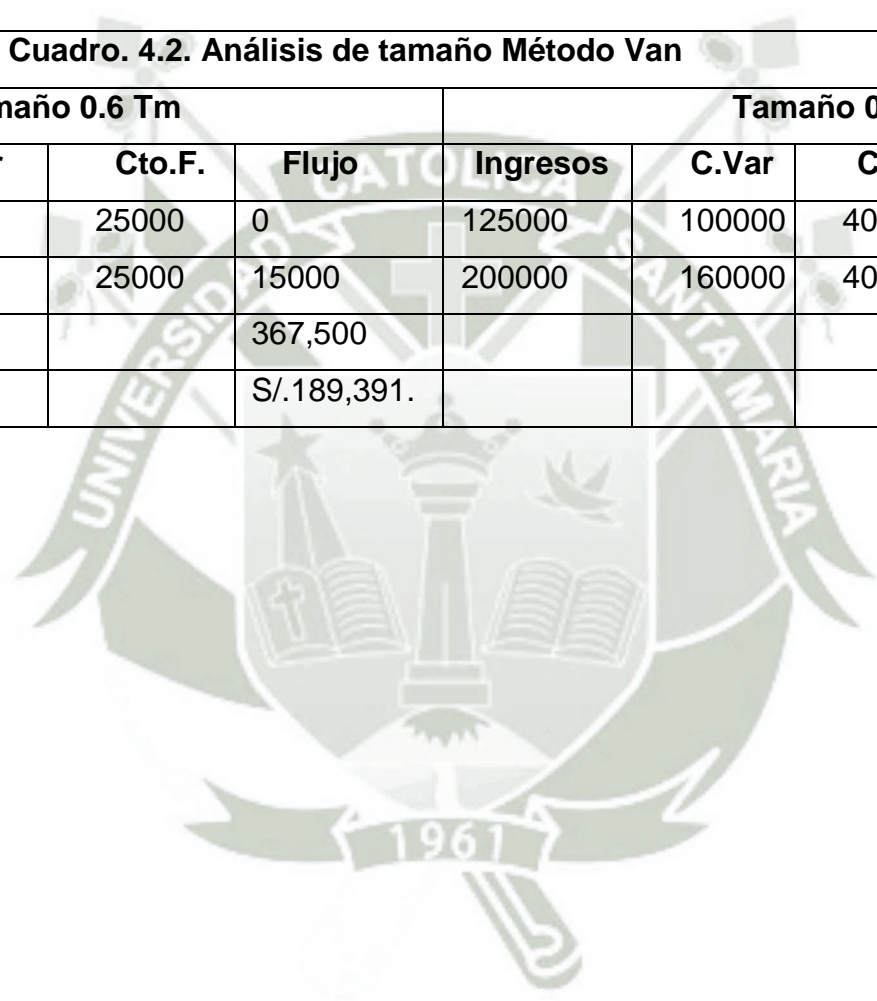 Cuadro. 4.2. Análisis de tamaño Método Van
maño 0.6 Tm Tamaño 0
r Cto.F. Flujo Ingresos C.Var C
25000 0 125000 100000 40
25000 15000 200000 160000 40
367,500
S/.189,391.
UNIVERSIDAD CATOLICA SANTA MARIA
1961